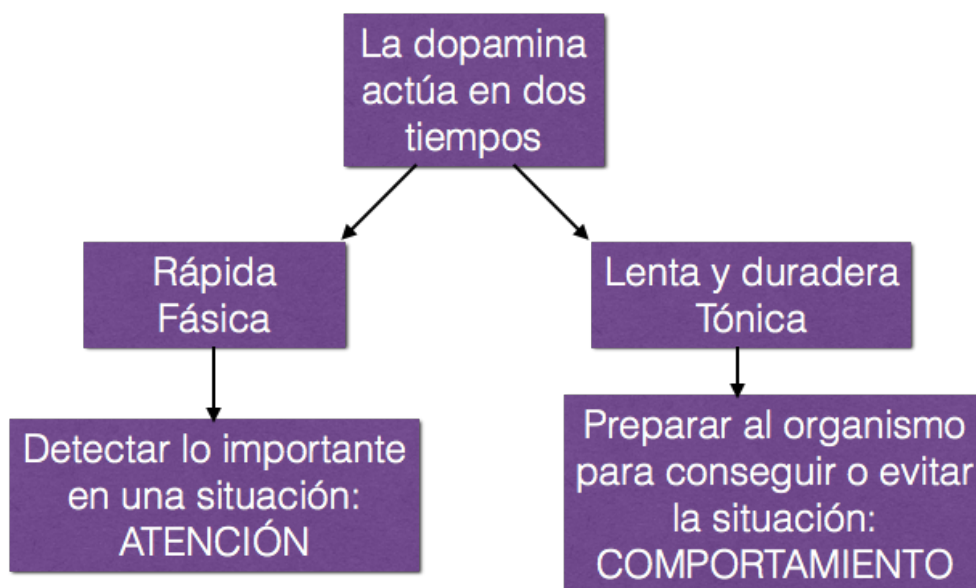 La dopamina
actúa en dos
tiempos
Rápida
Fásica
Lenta y duradera
Tónica
Detectar lo importante
en una situación:
ATENCIÓN
Preparar al organismo
para conseguir o evitar
la situación:
COMPORTAMIENTO